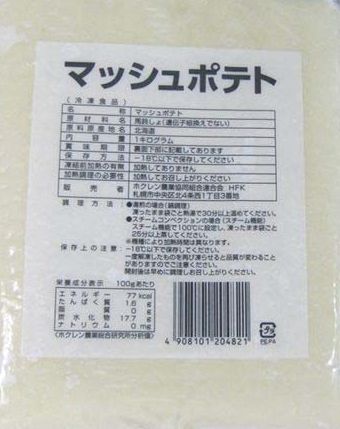 マッシュポテト
（冷凍食品）
名称 マッシュポテト
原材料名 馬鈴しょ（遺伝子組換えでない）
原料原産地名 北海道
内容量 1キログラム
賞味期限 裏面下部に記載してあります
保存方法 －18℃以下で保存してください
凍結前加熱の有無 加熱してありません
加熱調理の必要性 加熱してお召し上がりください
販売者 ホクレン農業協同組合連合会 HFK
札幌市中央区北4条西1丁目3番地
調理方法：●湯煎の場合（鍋調理）
凍ったまま袋ごと熱湯で30分以上温めてください。
●スチームコンベクションの場合（スチーム機能）
スチーム機能で100℃に設定し、凍ったまま袋ごと
25分以上蒸してください。
※機種により加熱時間は異なります。
保存上の注意：－18℃以下で保存してください。
一度解凍したものを再び凍らせると品質が変わること
がありますのでご注意ください。
開封後は早めに調理しお召し上がりください。
栄養成分表示 100gあたり
エネルギー 77 kcal
たんぱく質 1.6 g
脂質 0 g
炭水化物 17.7 g
ナトリウム 0 mg
（ホクレン農業総合研究所分析値）
4 908101 204821
プラ
PE,PA